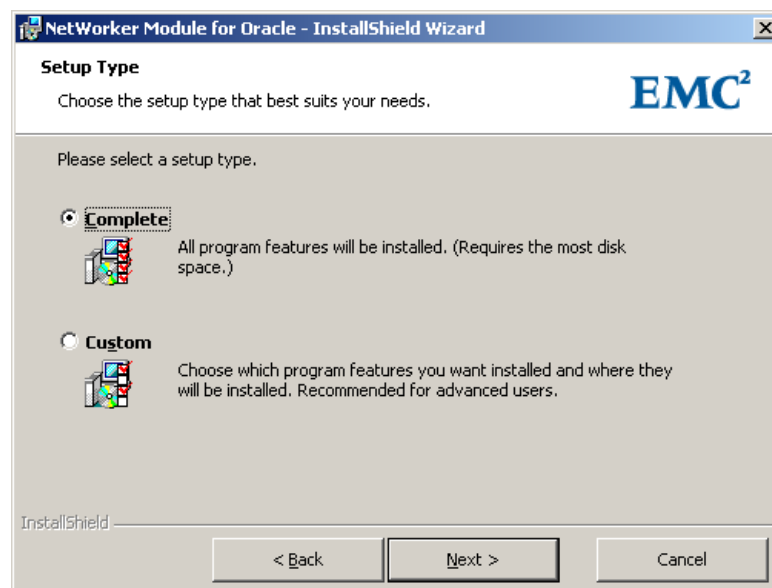 NetWorker Module for Oracle - InstallShield Wizard
Setup Type
Choose the setup type that best suits your needs.
EMC²
Please select a setup type.
Complete
All program features will be installed. (Requires the most disk
space.)
Custom
Choose which program features you want installed and where they
will be installed. Recommended for advanced users.
InstallShield
< Back
Next >
Cancel